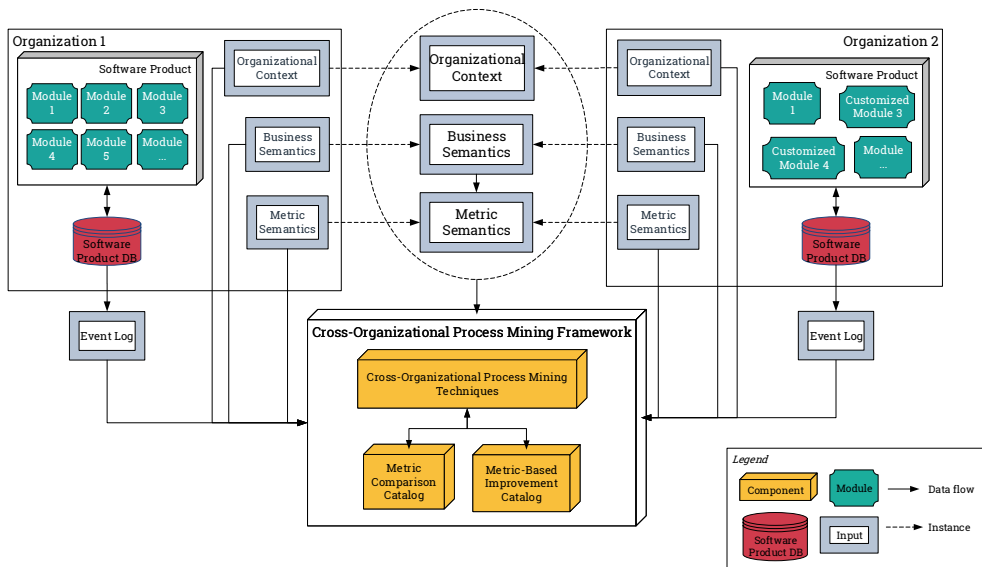 Organization 1
Software Product
Module
1
Module
2
Module
3
Module
4
Module
5
Module
...
Software
Product DB
Event Log
Organizational
Context
Business
Semantics
Metric
Semantics
Organizational
Context
Business
Semantics
Metric
Semantics
Organizational
Context
Business
Semantics
Metric
Semantics
Organization 2
Software Product
Module
1
Customized
Module 3
Customized
Module 4
Module
...
Software
Product DB
Event Log
Cross-Organizational Process Mining Framework
Cross-Organizational Process Mining
Techniques
Metric
Comparison
Catalog
Metric-Based
Improvement
Catalog
Legend
Component
Module
Data flow
Software
Product DB
Input
Instance